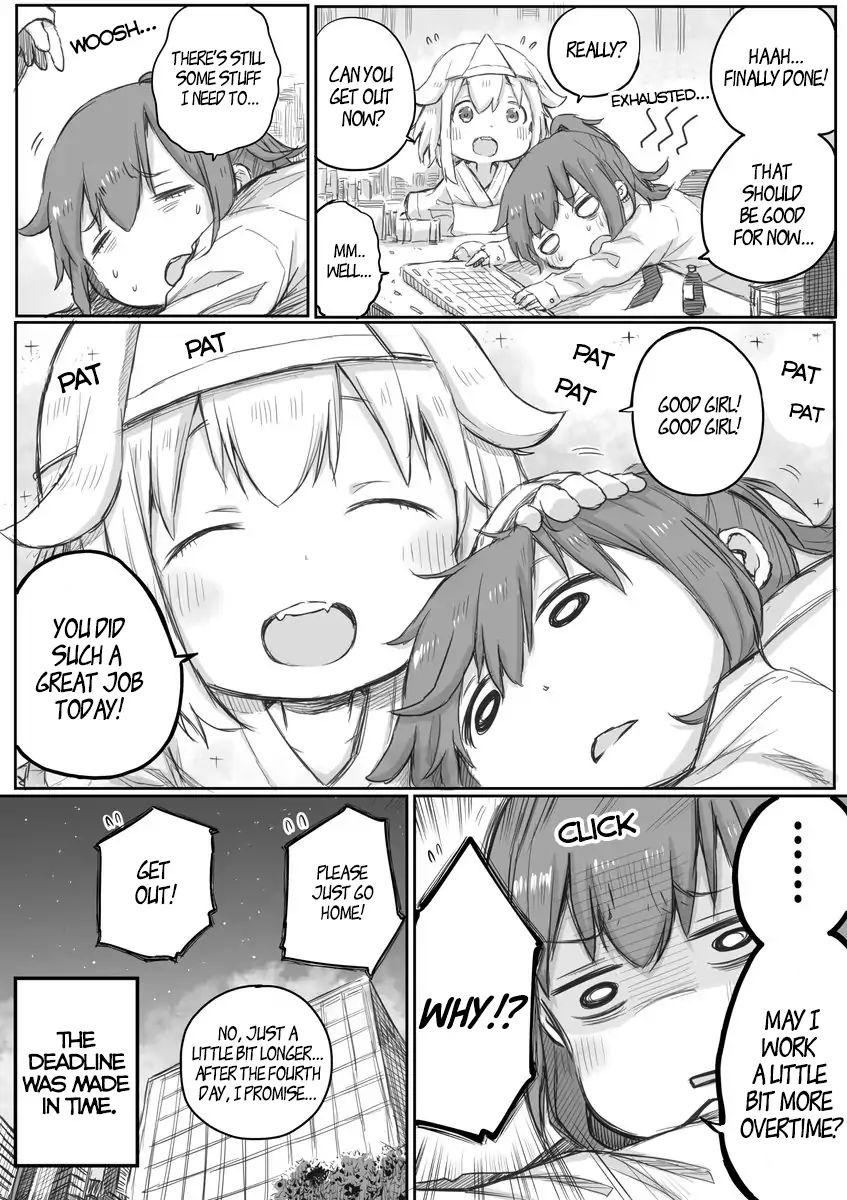 HAAH...
FINALLY DONE!
THAT
SHOULD
BE GOOD
FOR NOW...
EXHAUSTED...
REALLY?
CAN YOU
GET OUT
NOW?
MM..
WELL...
THERE'S STILL
SOME STUFF
I NEED TO...
WOOSH...
PAT
PAT
GOOD GIRL!
GOOD GIRL!
PAT
PAT
PAT
PAT
YOU DID
SUCH A
GREAT JOB
TODAY!
....
MAY I
WORK
A LITTLE
BIT MORE
OVERTIME?
CLICK
WHY!?
PLEASE
JUST GO
HOME!
GET
OUT!
NO, JUST A
LITTLE BIT LONGER...
AFTER THE FOURTH
DAY, I PROMISE...
THE
DEADLINE
WAS MADE
IN TIME.